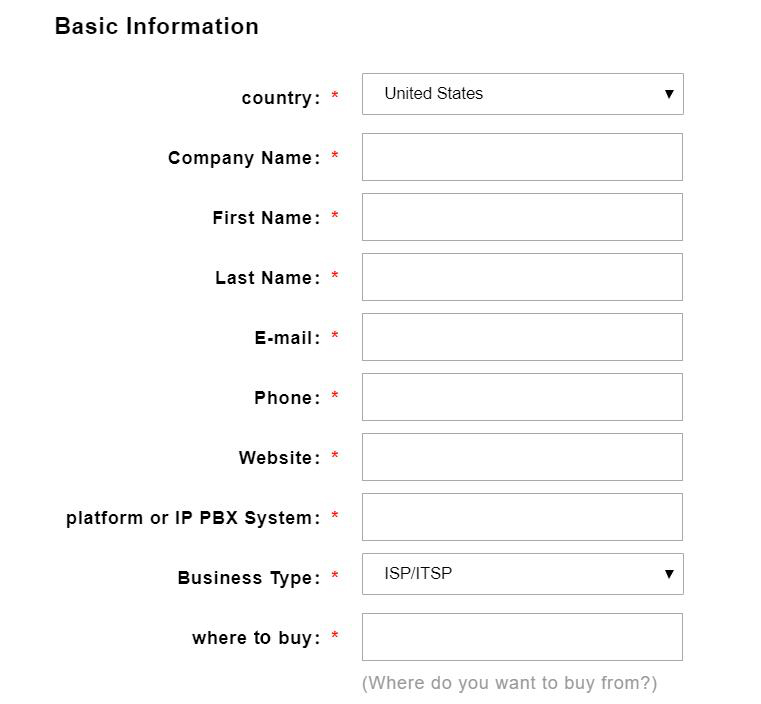 Basic Information
country: * United States ▼
Company Name: *
First Name: *
Last Name: *
E-mail: *
Phone: *
Website: *
platform or IP PBX System: *
Business Type: * ISP/ITSP ▼
where to buy: *
(Where do you want to buy from?)